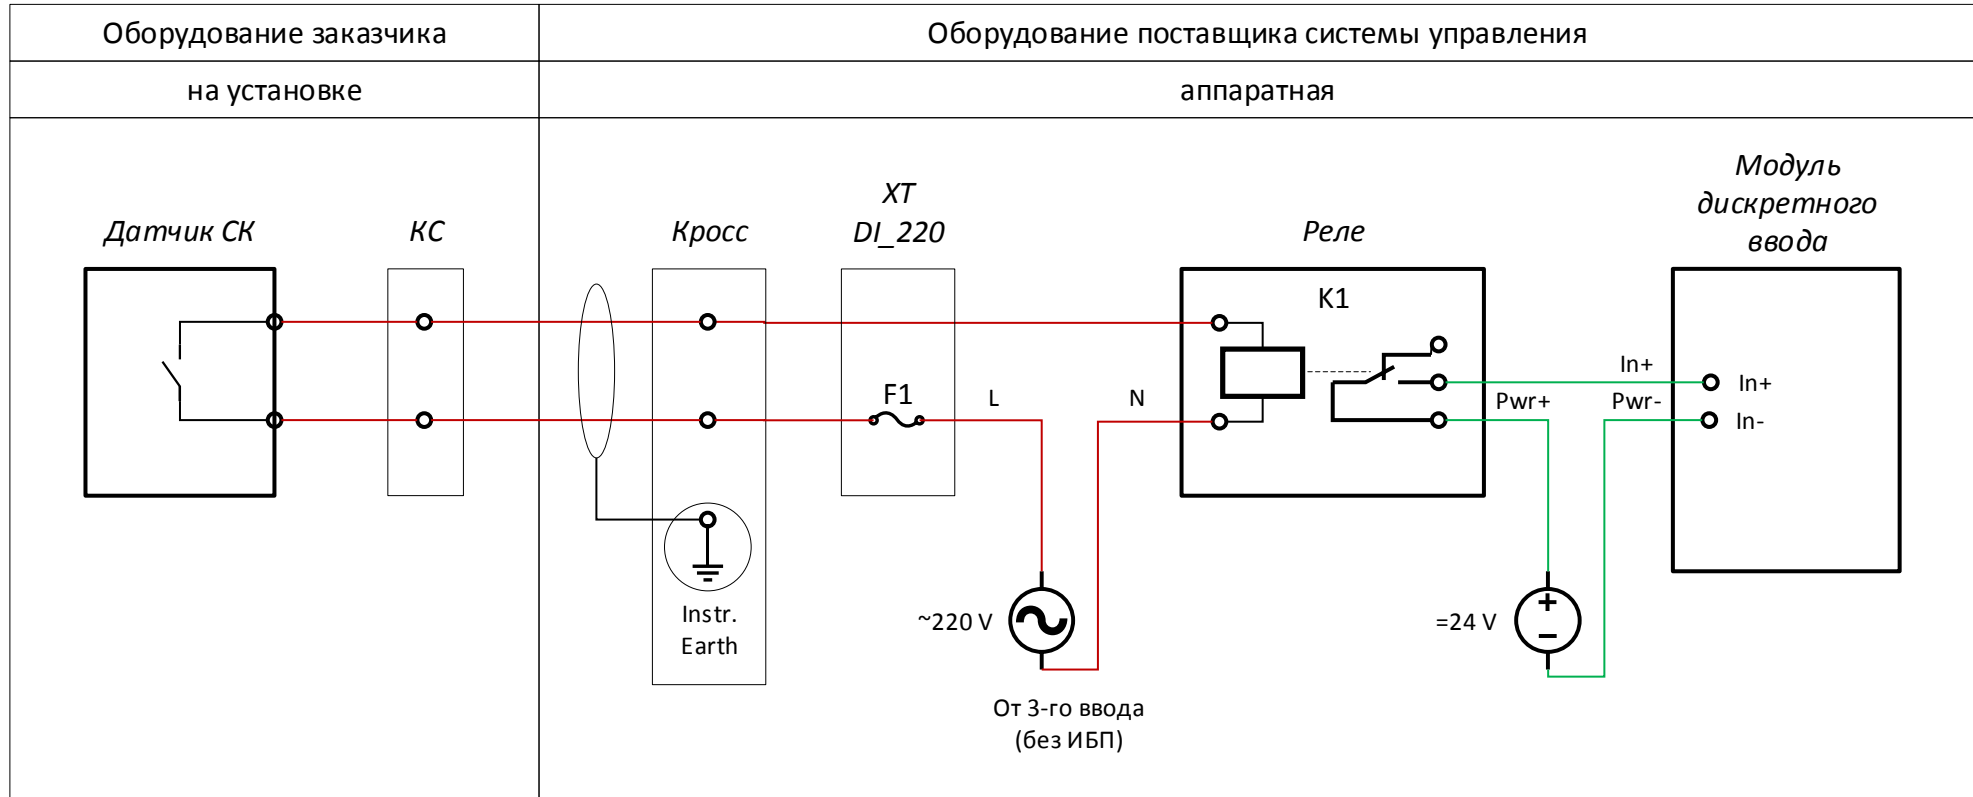 Оборудование заказчика
Оборудование поставщика системы управления
на установке
аппаратная
Датчик СК
КС
Кросс
XT
DI_220
Реле
Модуль
дискретного
ввода
K1
F1
L
N
In+
Pwr+
Pwr-
In+
In-
Instr.
Earth
~220 V
От 3-го ввода
(без ИБП)
=24 V